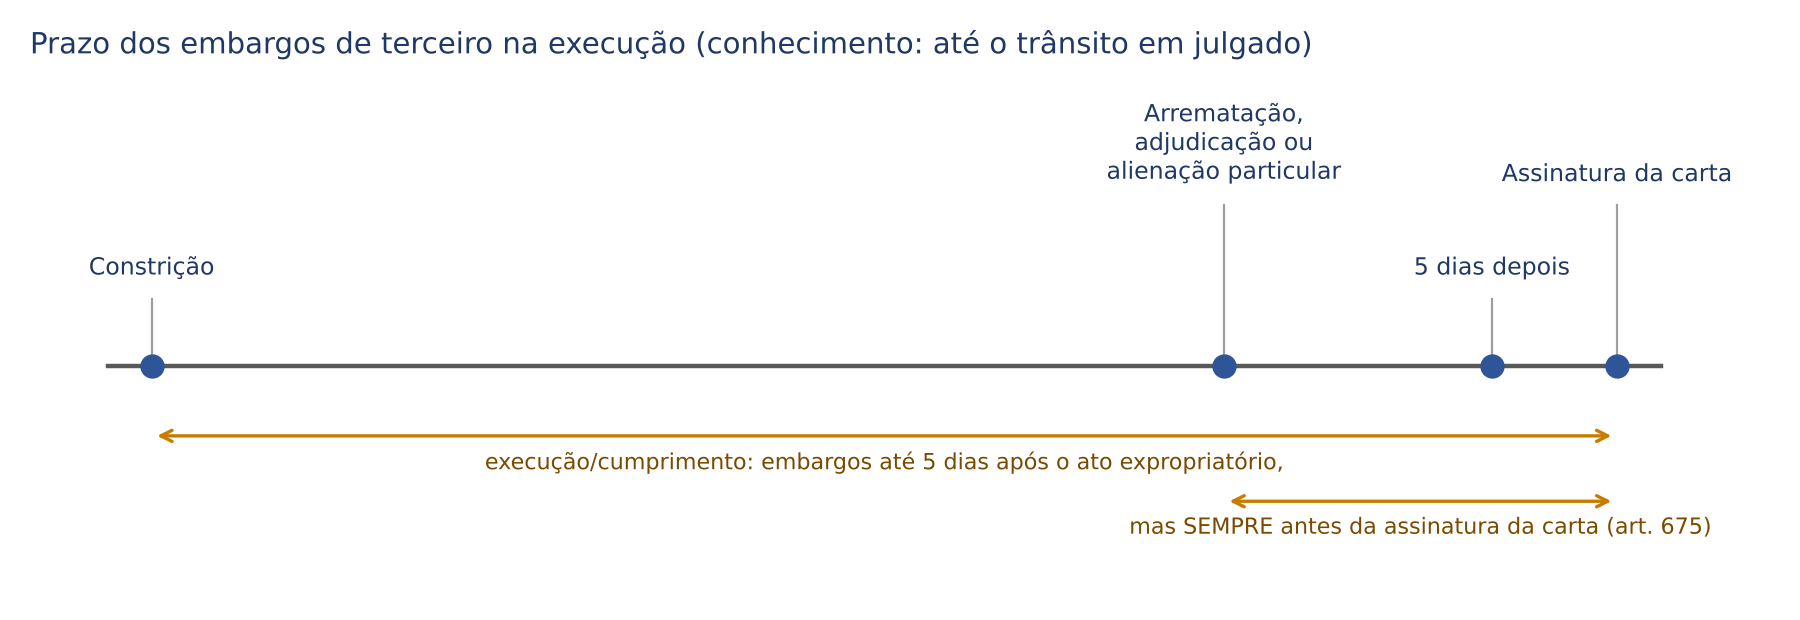 Prazo dos embargos de terceiro na execução (conhecimento: até o trânsito em julgado)
Arrematação,
adjudicação ou
alienação particular
Assinatura da carta
Constrição
5 dias depois
execução/cumprimento: embargos até 5 dias após o ato expropriatório,
mas SEMPRE antes da assinatura da carta (art. 675)